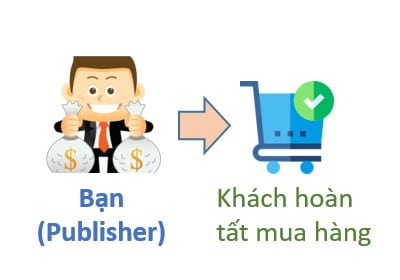 $ $
Bạn
(Publisher)
Khách hoàn
tất mua hàng